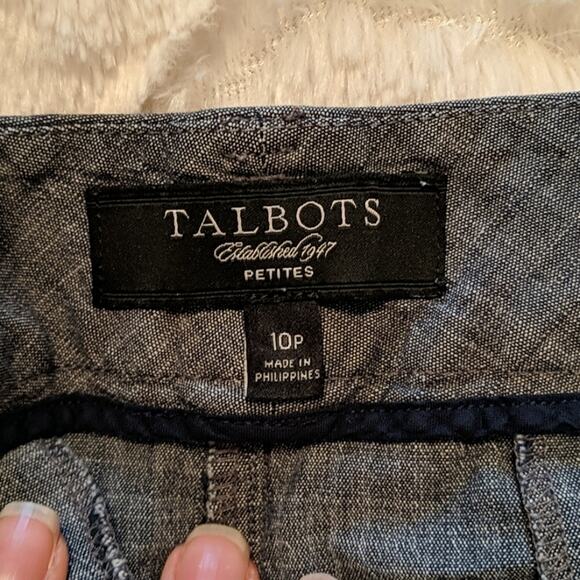 TALBOTS
Established 1947
PETITES
10P
MADE IN
PHILIPPINES